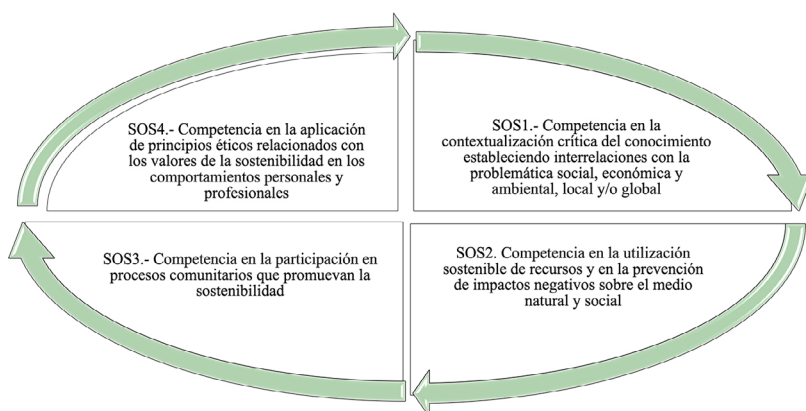 SOS4.- Competencia en la aplicación
de principios éticos relacionados con
los valores de la sostenibilidad en los
comportamientos personales y
profesionales
SOS1.- Competencia en la
contextualización crítica del conocimiento
estableciendo interrelaciones con la
problemática social, económica y
ambiental, local y/o global
SOS3.- Competencia en la participación en
procesos comunitarios que promuevan la
sostenibilidad
SOS2. Competencia en la utilización
sostenible de recursos y en la prevención
de impactos negativos sobre el medio
natural y social